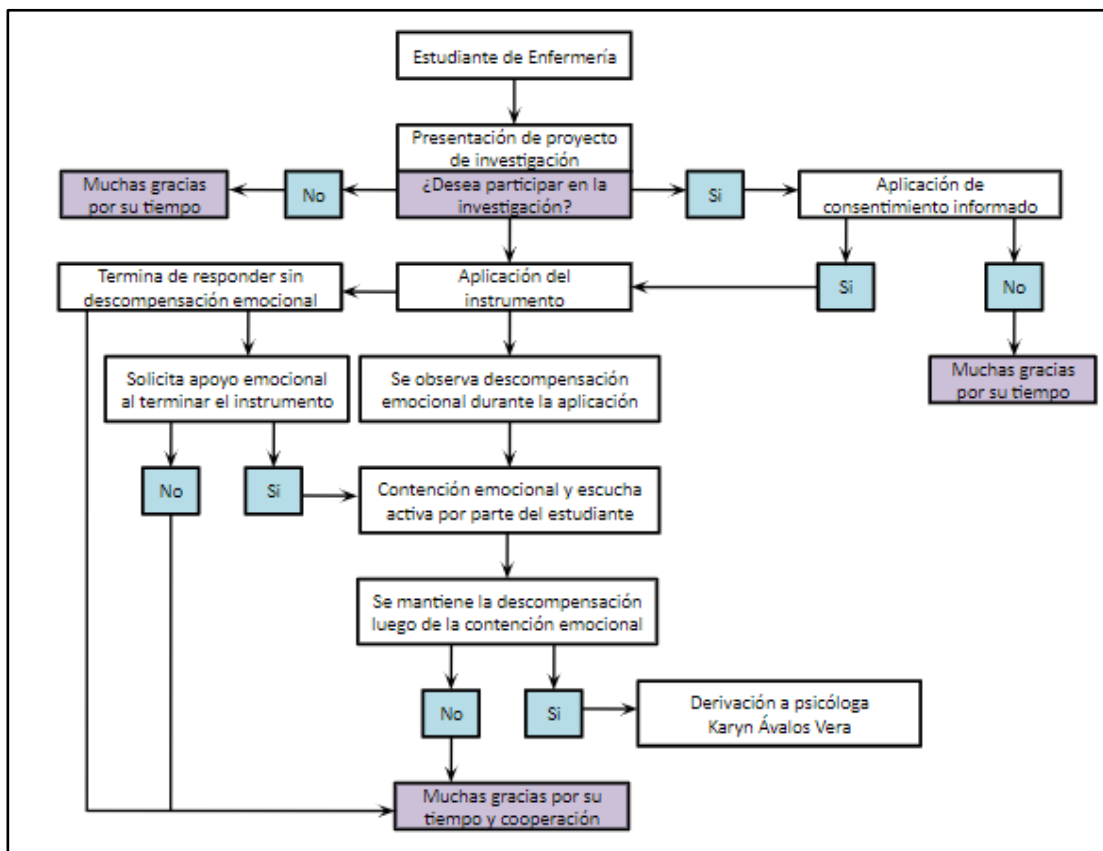 Estudiante de Enfermería
Presentación de proyecto
de investigación
Muchas gracias
por su tiempo
No
¿Desea participar en la
investigación?
Si
Aplicación de
consentimiento informado
Termina de responder sin
descompensación emocional
Aplicación del
instrumento
Si
No
Solicita apoyo emocional
al terminar el instrumento
Se observa descompensación
emocional durante la aplicación
Muchas gracias
por su tiempo
No
Si
Contención emocional y escucha
activa por parte del estudiante
Se mantiene la descompensación
luego de la contención emocional
No
Si
Derivación a psicóloga
Karyn Ávalos Vera
Muchas gracias por su
tiempo y cooperación